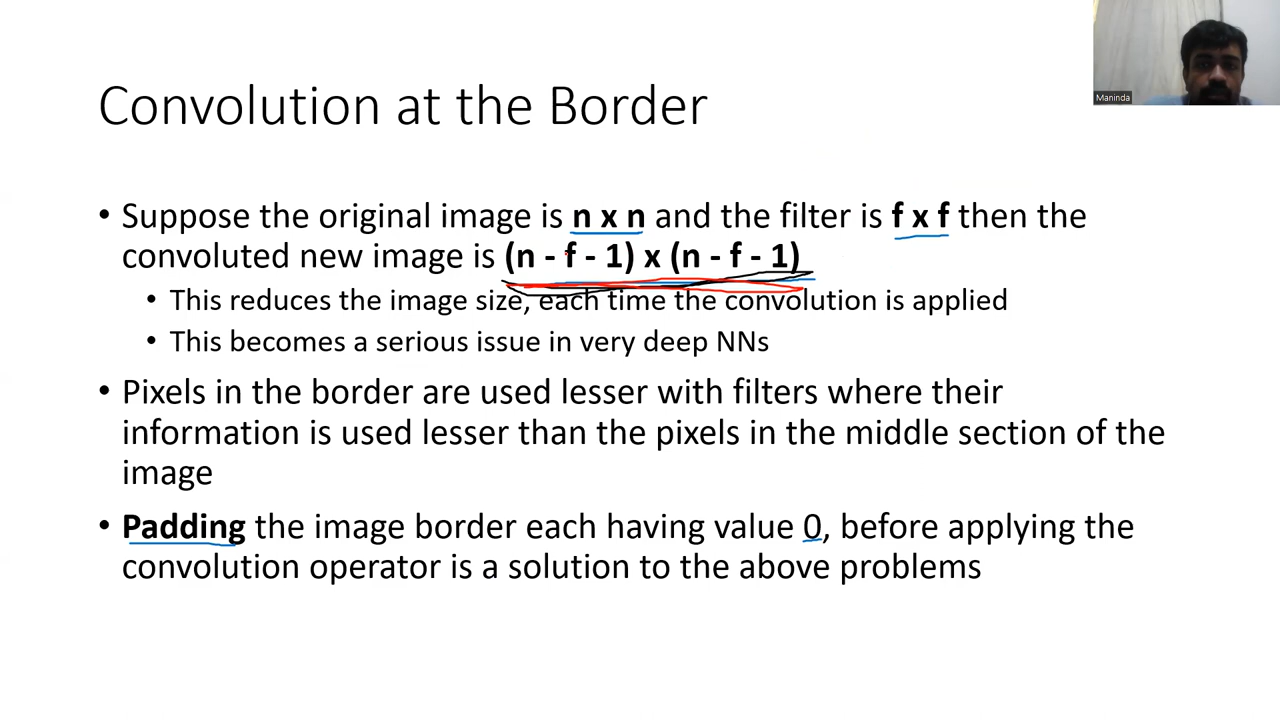 Maninda
Convolution at the Border
• Suppose the original image is n x n and the filter is f x f then the
convoluted new image is (n - f - 1) x (n - f - 1)
• This reduces the image size, each time the convolution is applied
• This becomes a serious issue in very deep NNs
• Pixels in the border are used lesser with filters where their
information is used lesser than the pixels in the middle section of the
image
• Padding the image border each having value 0, before applying the
convolution operator is a solution to the above problems